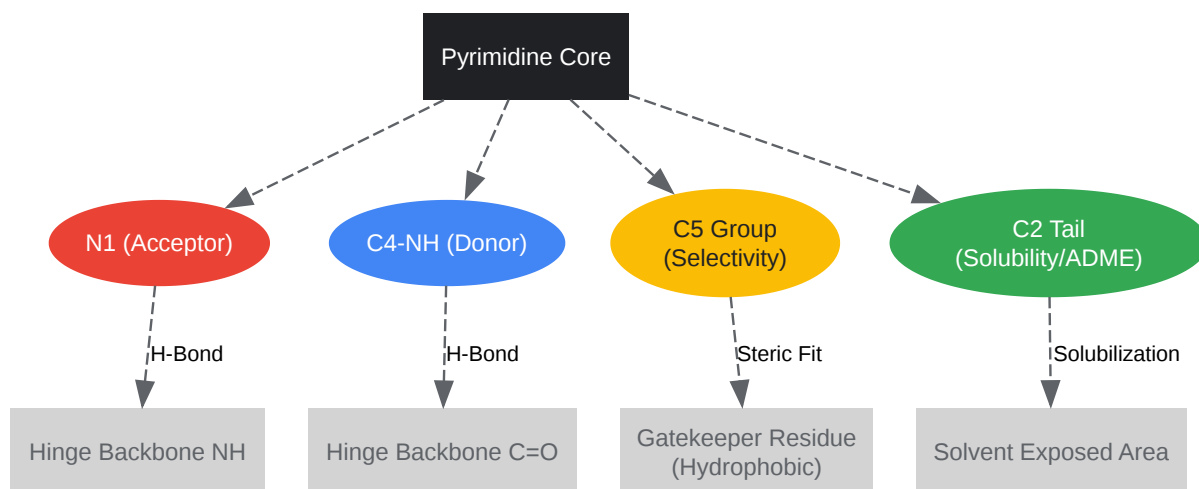 Pyrimidine Core
N1 (Acceptor)
C4-NH (Donor)
C5 Group
(Selectivity)
C2 Tail
(Solubility/ADME)
H-Bond
H-Bond
Steric Fit
Solubilization
Hinge Backbone NH
Hinge Backbone C=O
Gatekeeper Residue
(Hydrophobic)
Solvent Exposed Area